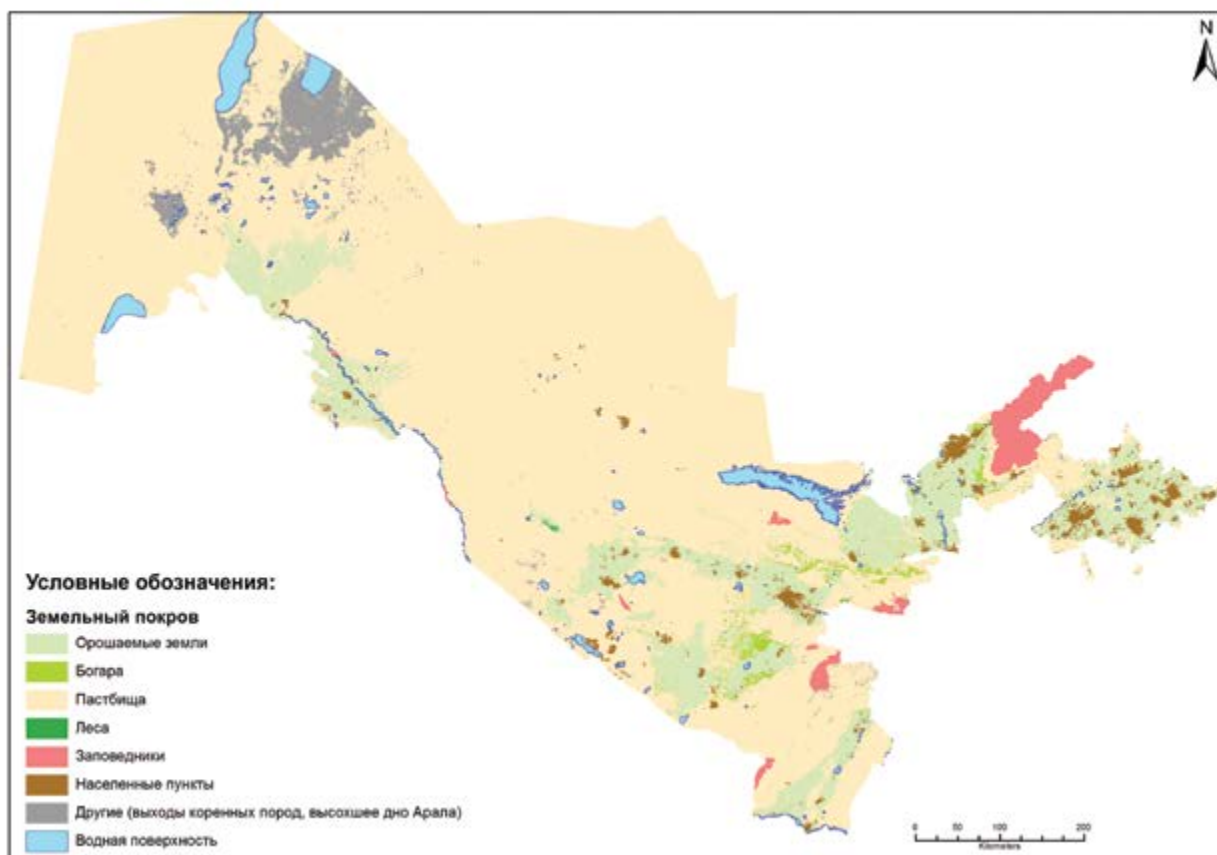 N
Условные обозначения:
Земельный покров
Орошаемые земли
Богара
Пастбища
Леса
Заповедники
Населенные пункты
Другие (выходы коренных пород, высохшее дно Арала)
Водная поверхность
0 50 100 200
Kilometers